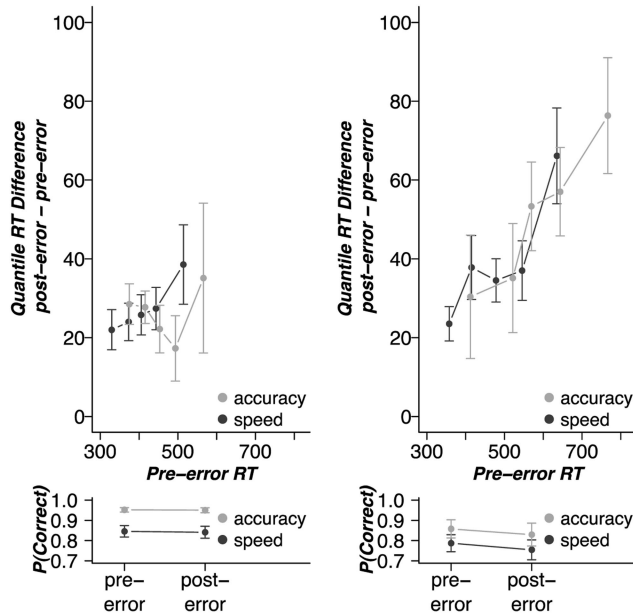 100
80
60
40
20
0
Quantile RT Difference
post–error – pre–error
accuracy
speed
300
500
700
Pre–error RT
1.0
0.9
0.8
0.7
P(Correct)
accuracy
speed
pre–
error
post–
error
100
80
60
40
20
0
Quantile RT Difference
post–error – pre–error
accuracy
speed
300
500
700
Pre–error RT
1.0
0.9
0.8
0.7
P(Correct)
accuracy
speed
pre–
error
post–
error